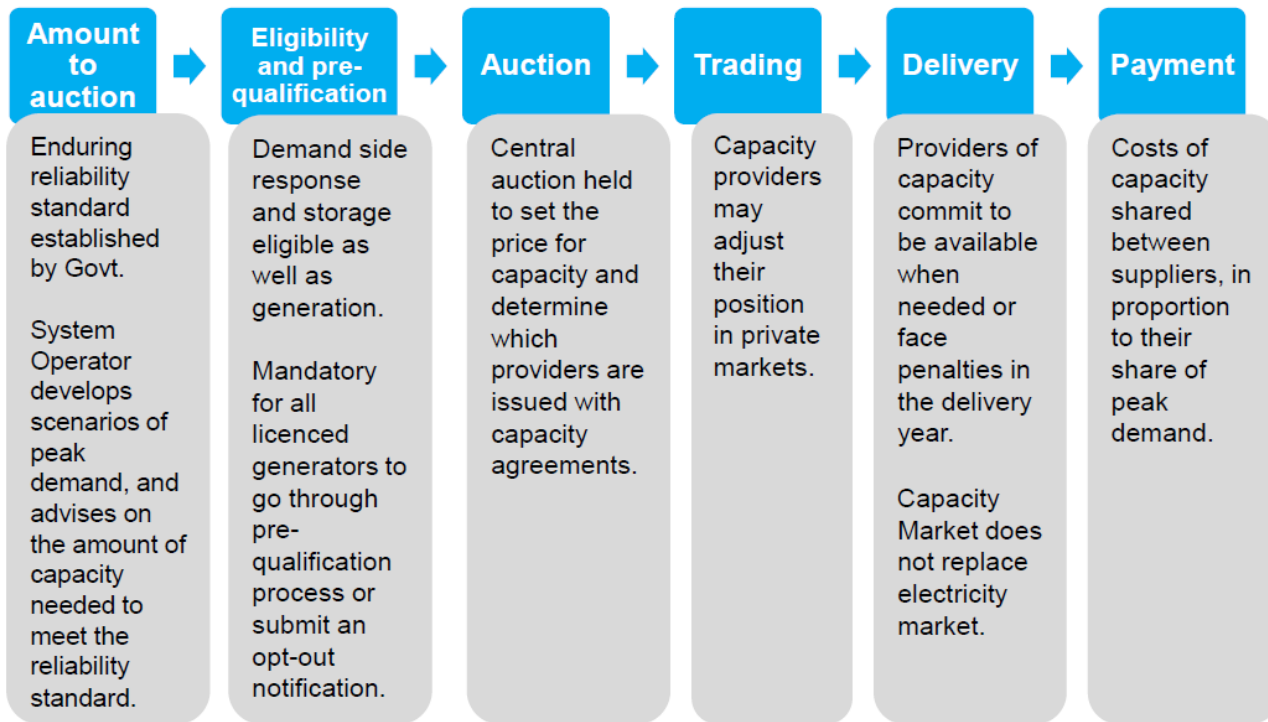 Amount
to
auction
Enduring
reliability
standard
established
by Govt.
System
Operator
develops
scenarios of
peak
demand, and
advises on
the amount of
capacity
needed to
meet the
reliability
standard.
Eligibility
and pre-
qualification
Demand side
response
and storage
eligible as
well as
generation.
Mandatory
for all
licenced
generators to
go through
pre-
qualification
process or
submit an
opt-out
notification.
Auction
Central
auction held
to set the
price for
capacity and
determine
which
providers are
issued with
capacity
agreements.
Trading
Capacity
providers
may
adjust
their
position
in private
markets.
Delivery
Providers of
capacity
commit to
be available
when
needed or
face
penalties in
the delivery
year.
Capacity
Market does
not replace
electricity
market.
Payment
Costs of
capacity
shared
between
suppliers, in
proportion
to their
share of
peak
demand.